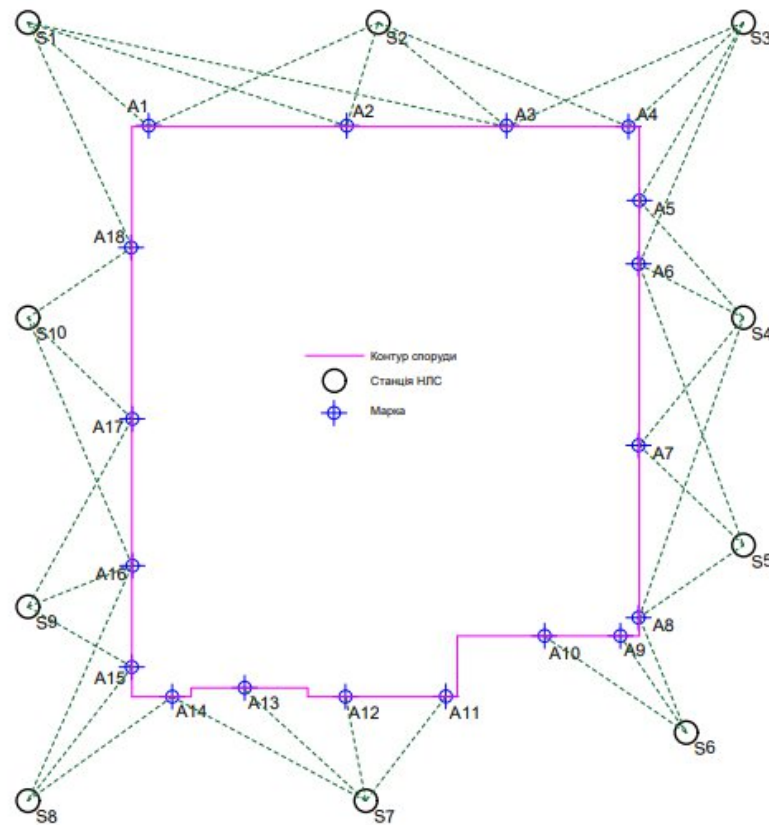 S1
S2
S3
A1
A2
A3
A4
A5
A18
A6
S10
S4
Контур споруди
Станція НЛС
Марка
A17
A7
S5
A16
S9
A8
A10
A9
A15
A14
A13
A12
A11
S6
S8
S7